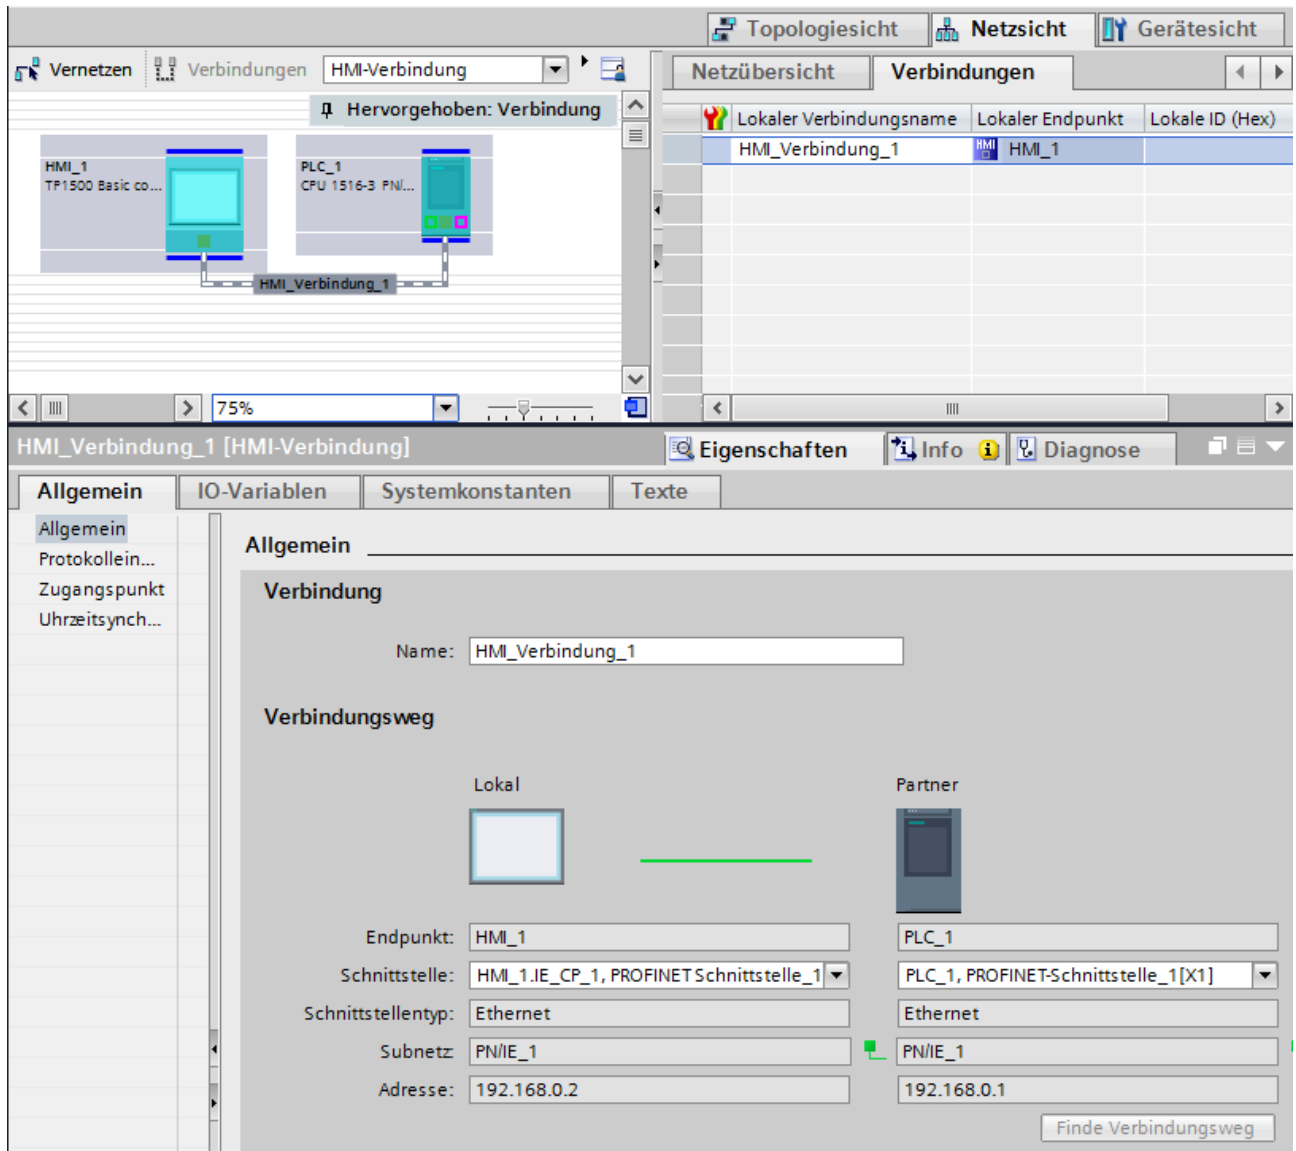 Topologiesicht Netzsicht Gerätesicht
Vernetzen Verbindungen HMI-Verbindung
Netzübersicht Verbindungen
Hervorgehoben: Verbindung
Lokaler Verbindungsname Lokaler Endpunkt Lokale ID (Hex)
HMI_Verbindung_1 HMI HMI_1
HMI_1
TP1500 Basic co...
PLC_1
CPU 1516-3 PN/...
HMI_Verbindung_1
75%
HMI_Verbindung_1 [HMI-Verbindung]
Eigenschaften Info Diagnose
Allgemein IO-Variablen Systemkonstanten Texte
Allgemein
Protokollein...
Zugangspunkt
Uhrzeitsynch...
Allgemein
Verbindung
Name: HMI_Verbindung_1
Verbindungsweg
Lokal Partner
Endpunkt: HMI_1 PLC_1
Schnittstelle: HMI_1.IE_CP_1, PROFINET Schnittstelle_1 PLC_1, PROFINET-Schnittstelle_1[X1]
Schnittstellentyp: Ethernet Ethernet
Subnetz: PN/IE_1 PN/IE_1
Adresse: 192.168.0.2 192.168.0.1
Finde Verbindungsweg